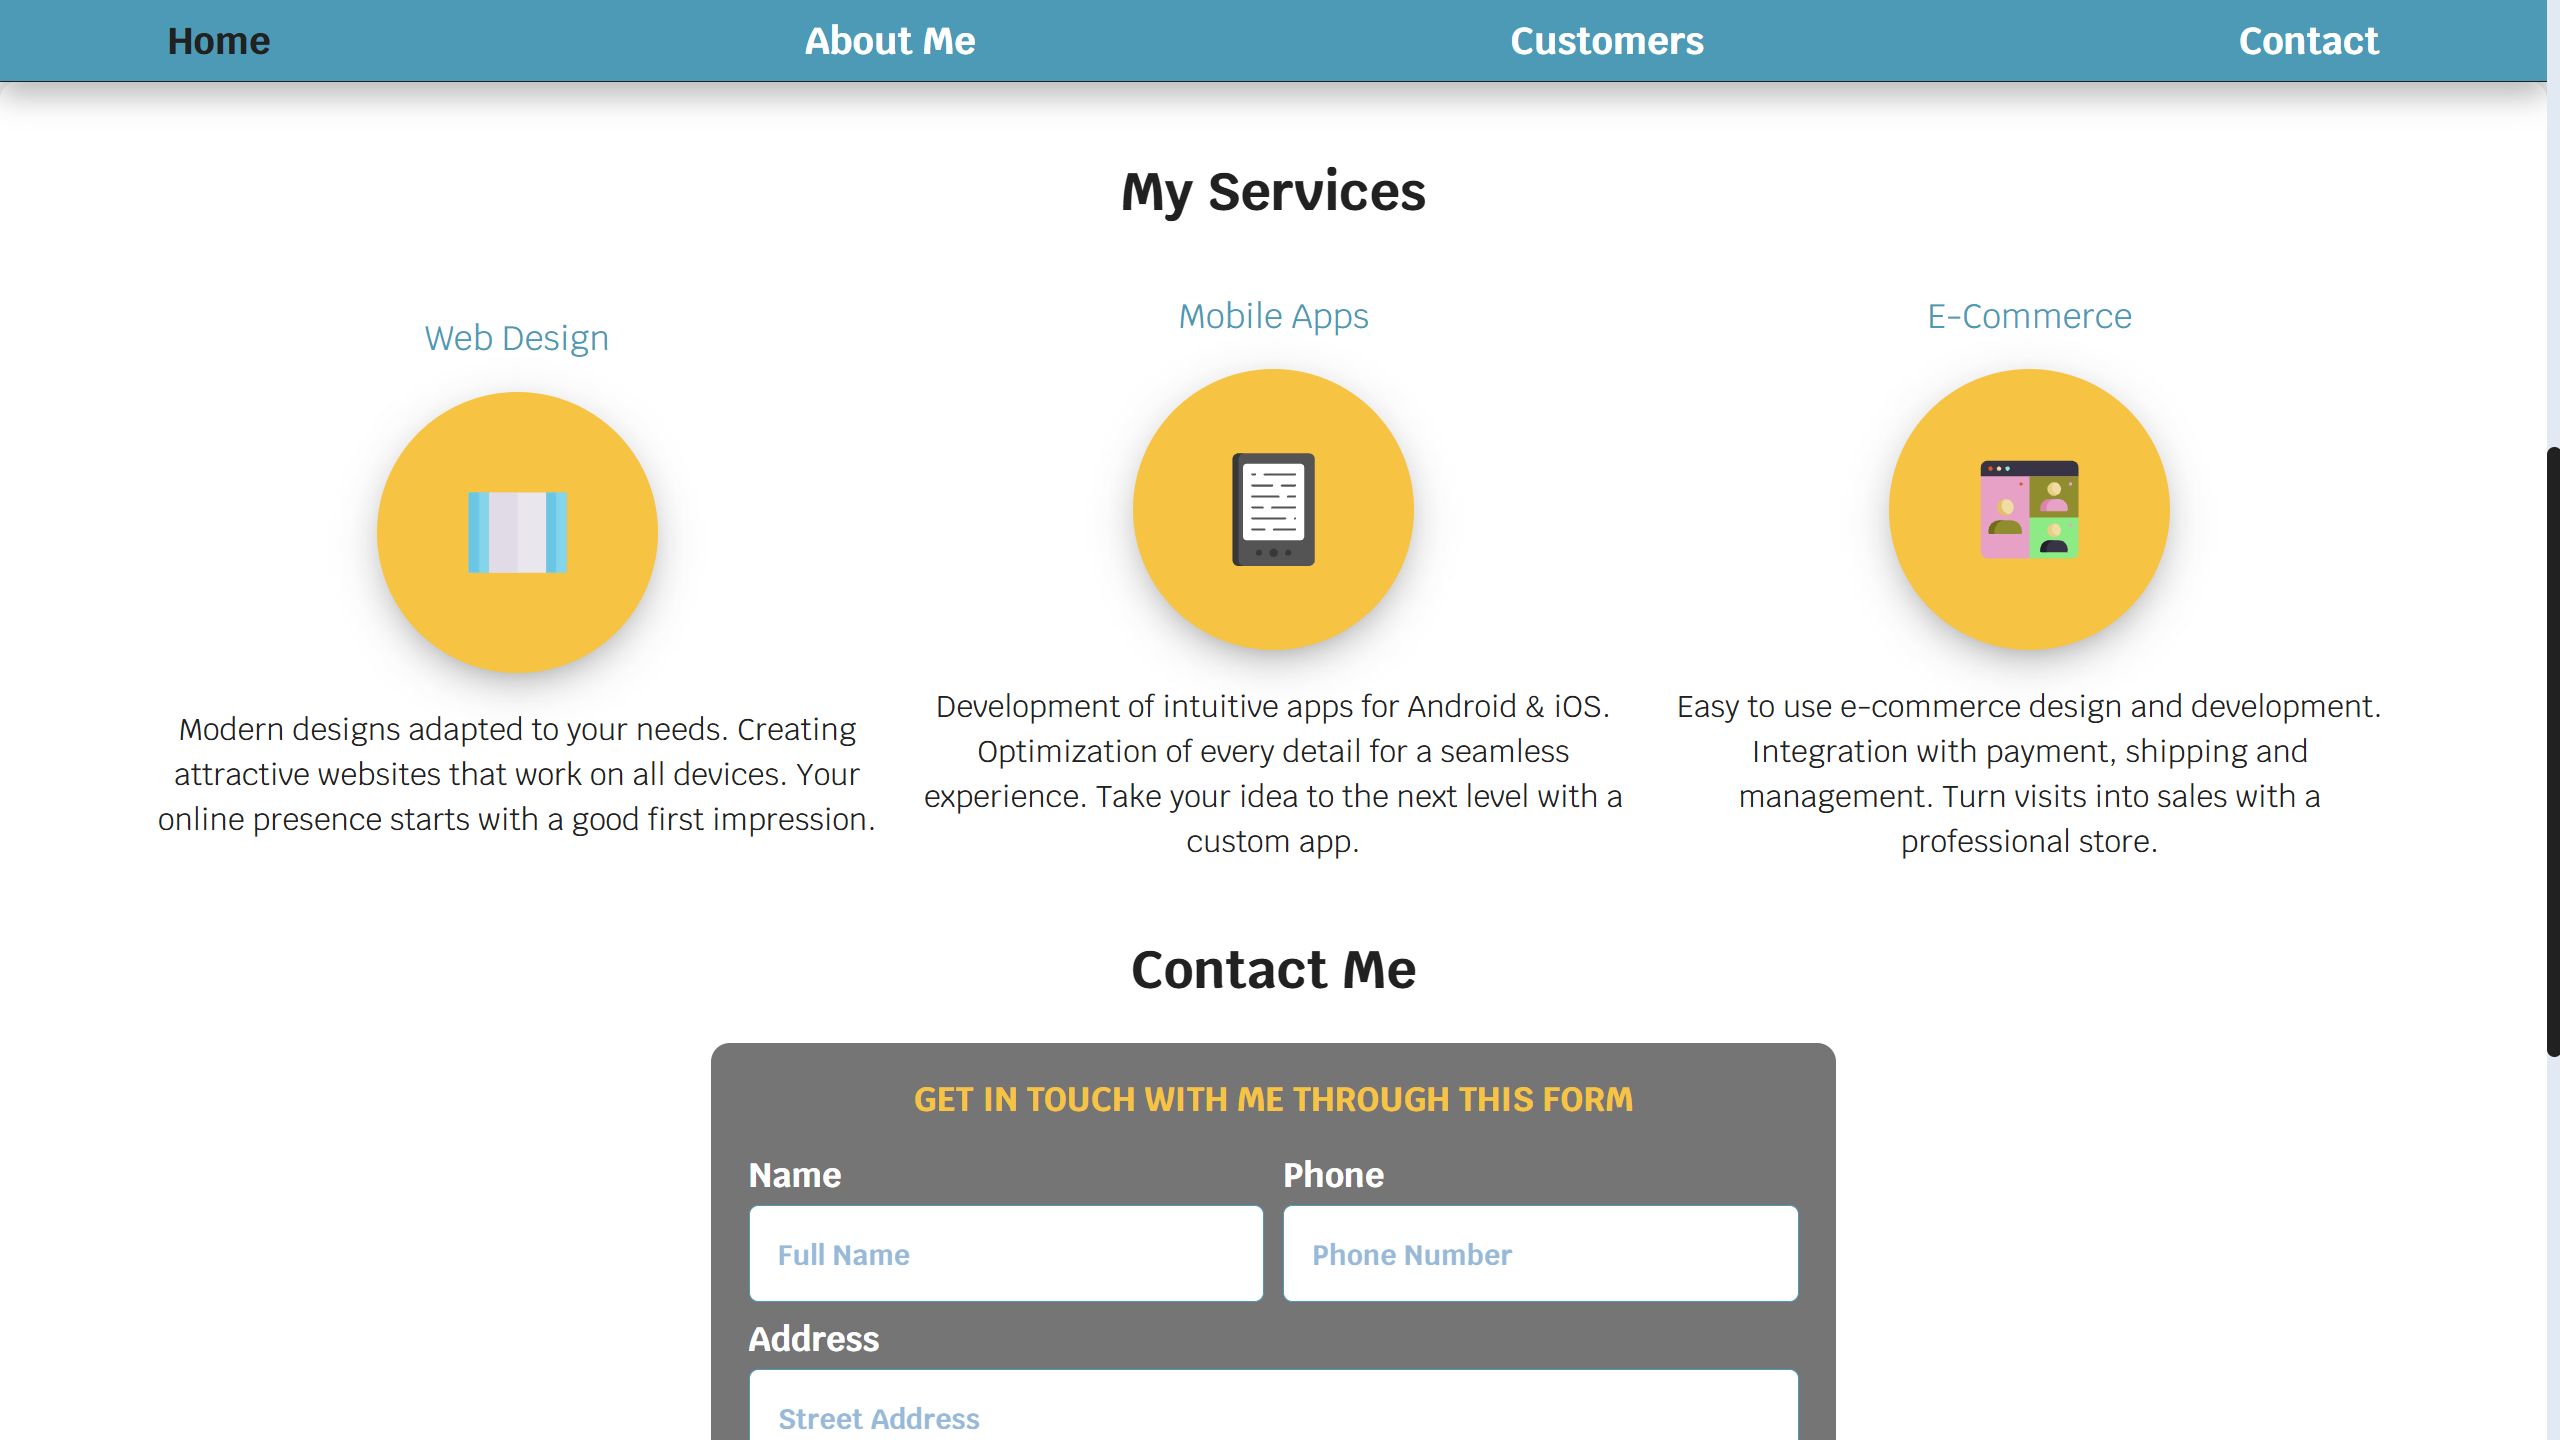 Home
About Me
Customers
Contact
My Services
Web Design
Modern designs adapted to your needs. Creating
attractive websites that work on all devices. Your
online presence starts with a good first impression.
Mobile Apps
Development of intuitive apps for Android & iOS.
Optimization of every detail for a seamless
experience. Take your idea to the next level with a
custom app.
E-Commerce
Easy to use e-commerce design and development.
Integration with payment, shipping and
management. Turn visits into sales with a
professional store.
Contact Me
GET IN TOUCH WITH ME THROUGH THIS FORM
Name
Full Name
Phone
Phone Number
Address
Street Address